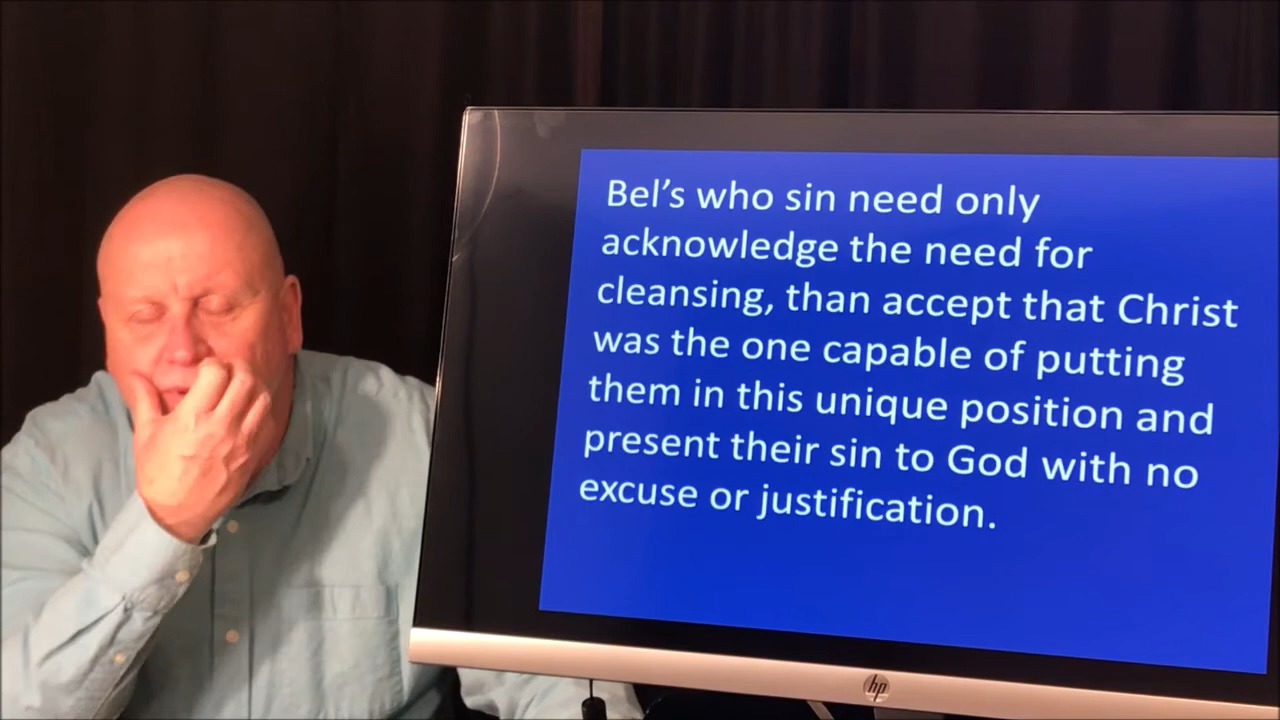 Bel's who sin need only
acknowledge the need for
cleansing, than accept that Christ
was the one capable of putting
them in this unique position and
present their sin to God with no
excuse or justification.
hp